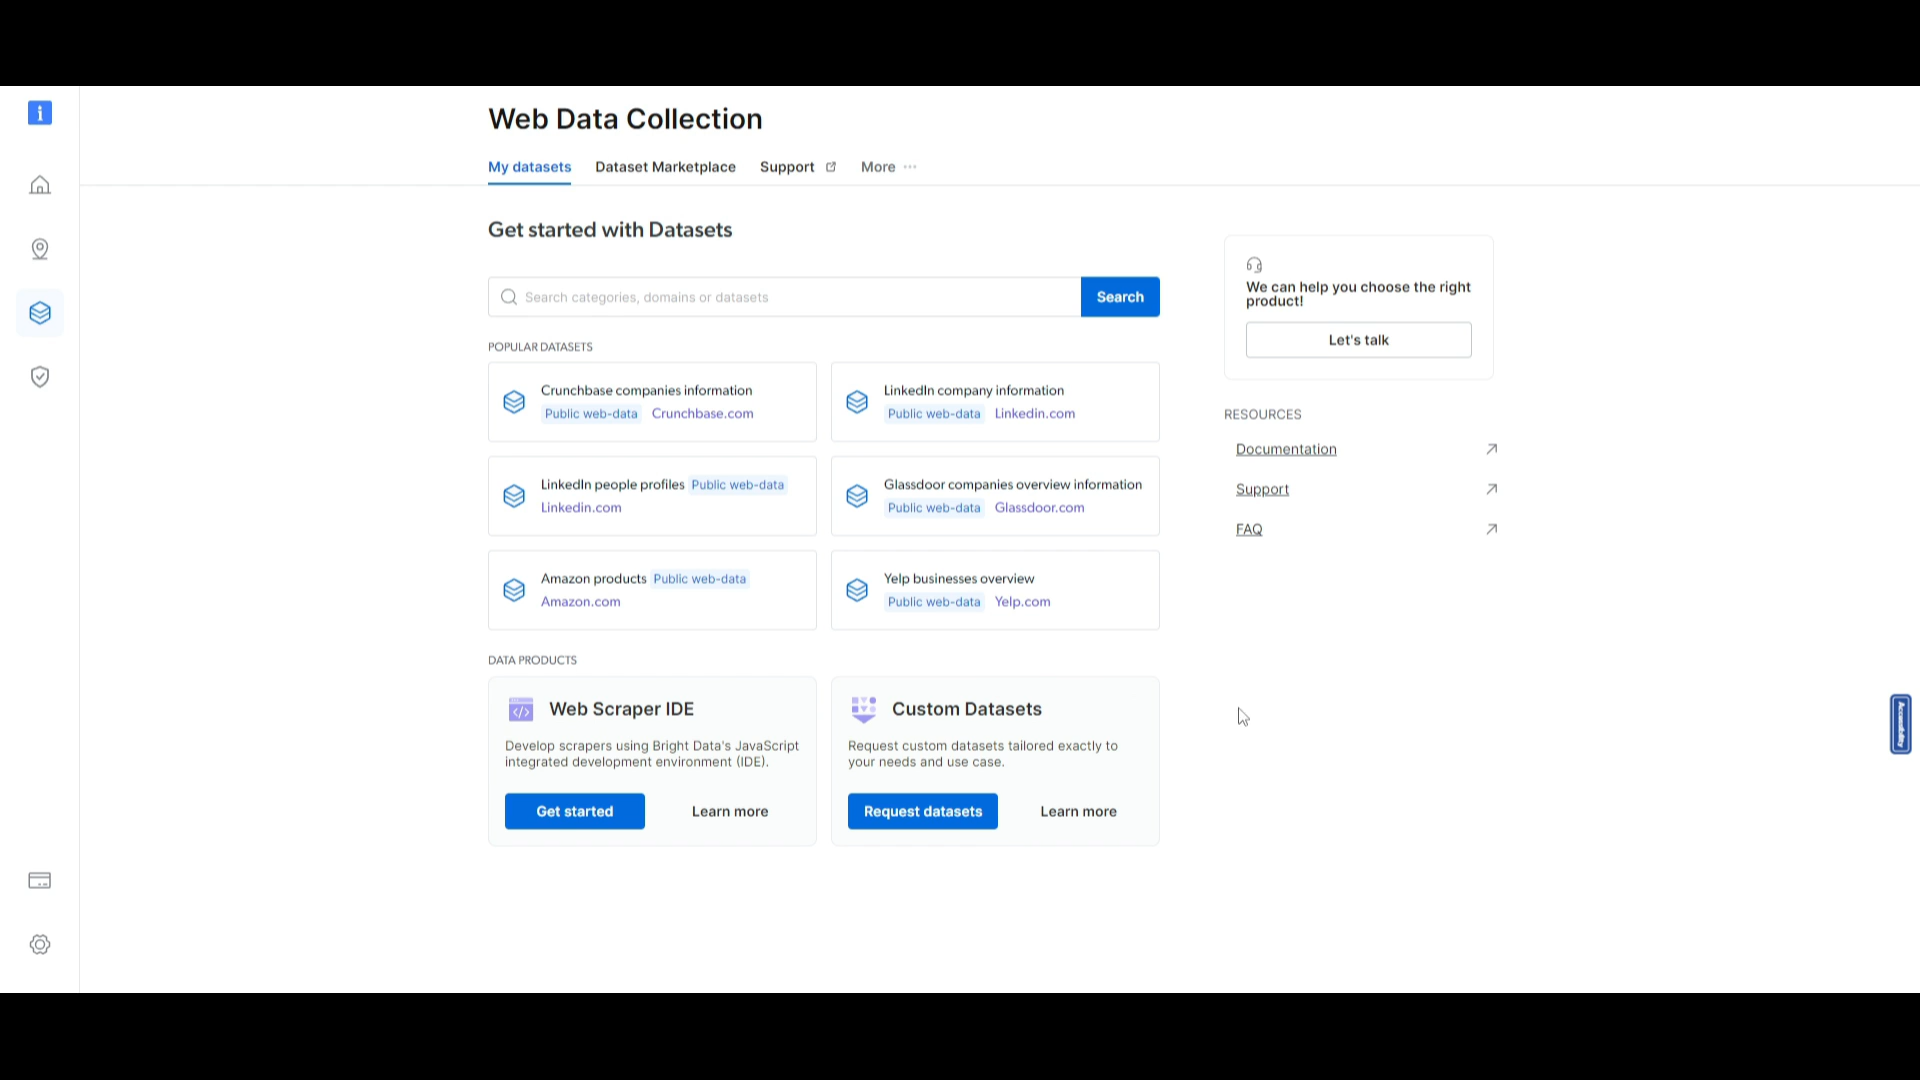 i
Web Data Collection
My datasets Dataset Marketplace Support More ···
Get started with Datasets
Search categories, domains or datasets Search
POPULAR DATASETS
Crunchbase companies information
Public web-data Crunchbase.com
LinkedIn company information
Public web-data Linkedin.com
LinkedIn people profiles Public web-data
Linkedin.com
Glassdoor companies overview information
Public web-data Glassdoor.com
Amazon products Public web-data
Amazon.com
Yelp businesses overview
Public web-data Yelp.com
DATA PRODUCTS
Web Scraper IDE
Develop scrapers using Bright Data's JavaScript
integrated development environment (IDE).
Get started Learn more
Custom Datasets
Request custom datasets tailored exactly to
your needs and use case.
Request datasets Learn more
We can help you choose the right
product!
Let's talk
RESOURCES
Documentation
Support
FAQ
Accessibility